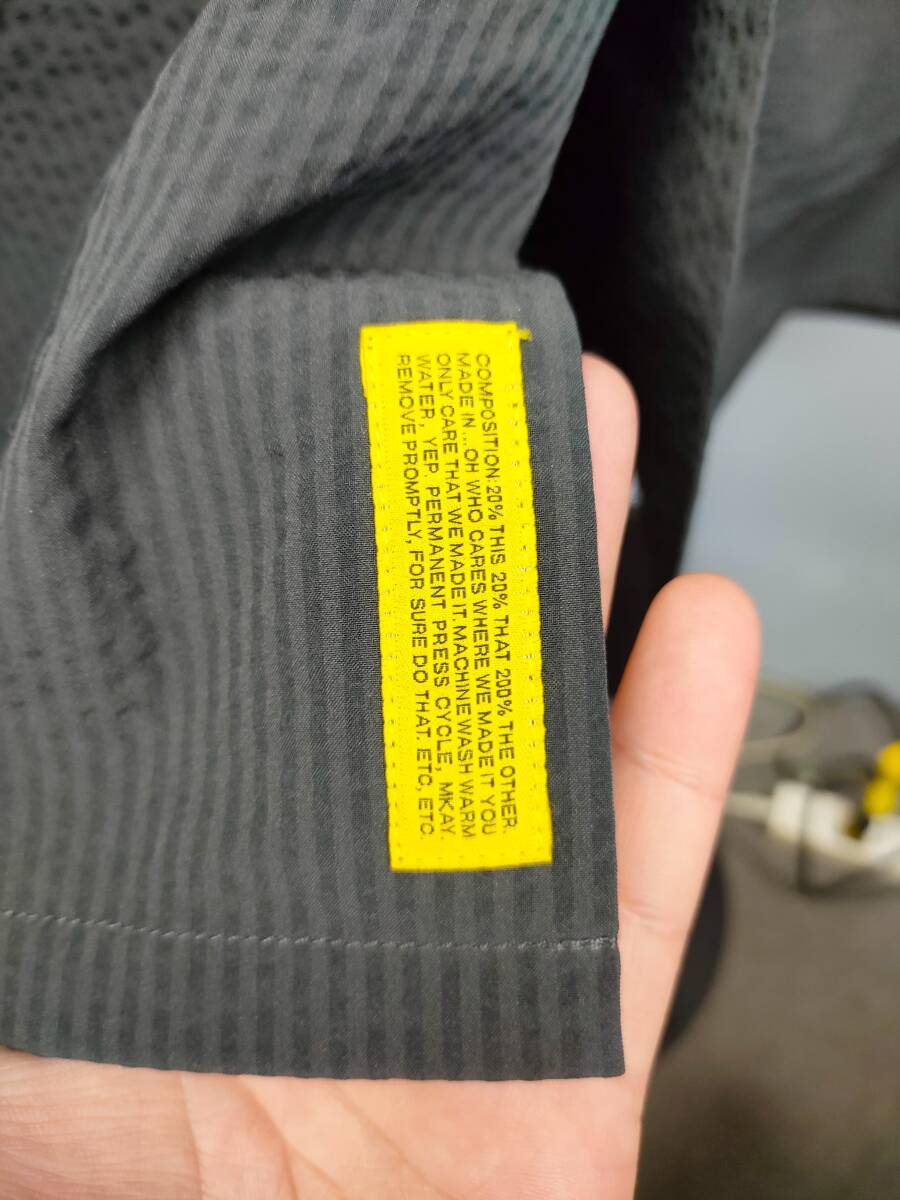 COMPOSITION: 20% THIS 20% THAT 200% THE OTHER.
MADE IN ... OH WHO CARES WHERE WE MADE IT YOU
ONLY CARE THAT WE MADE IT. MACHINE WASH WARM
WATER, YEP. PERMANENT PRESS CYCLE, MKAY.
REMOVE PROMPTLY, FOR SURE DO THAT. ETC, ETC.